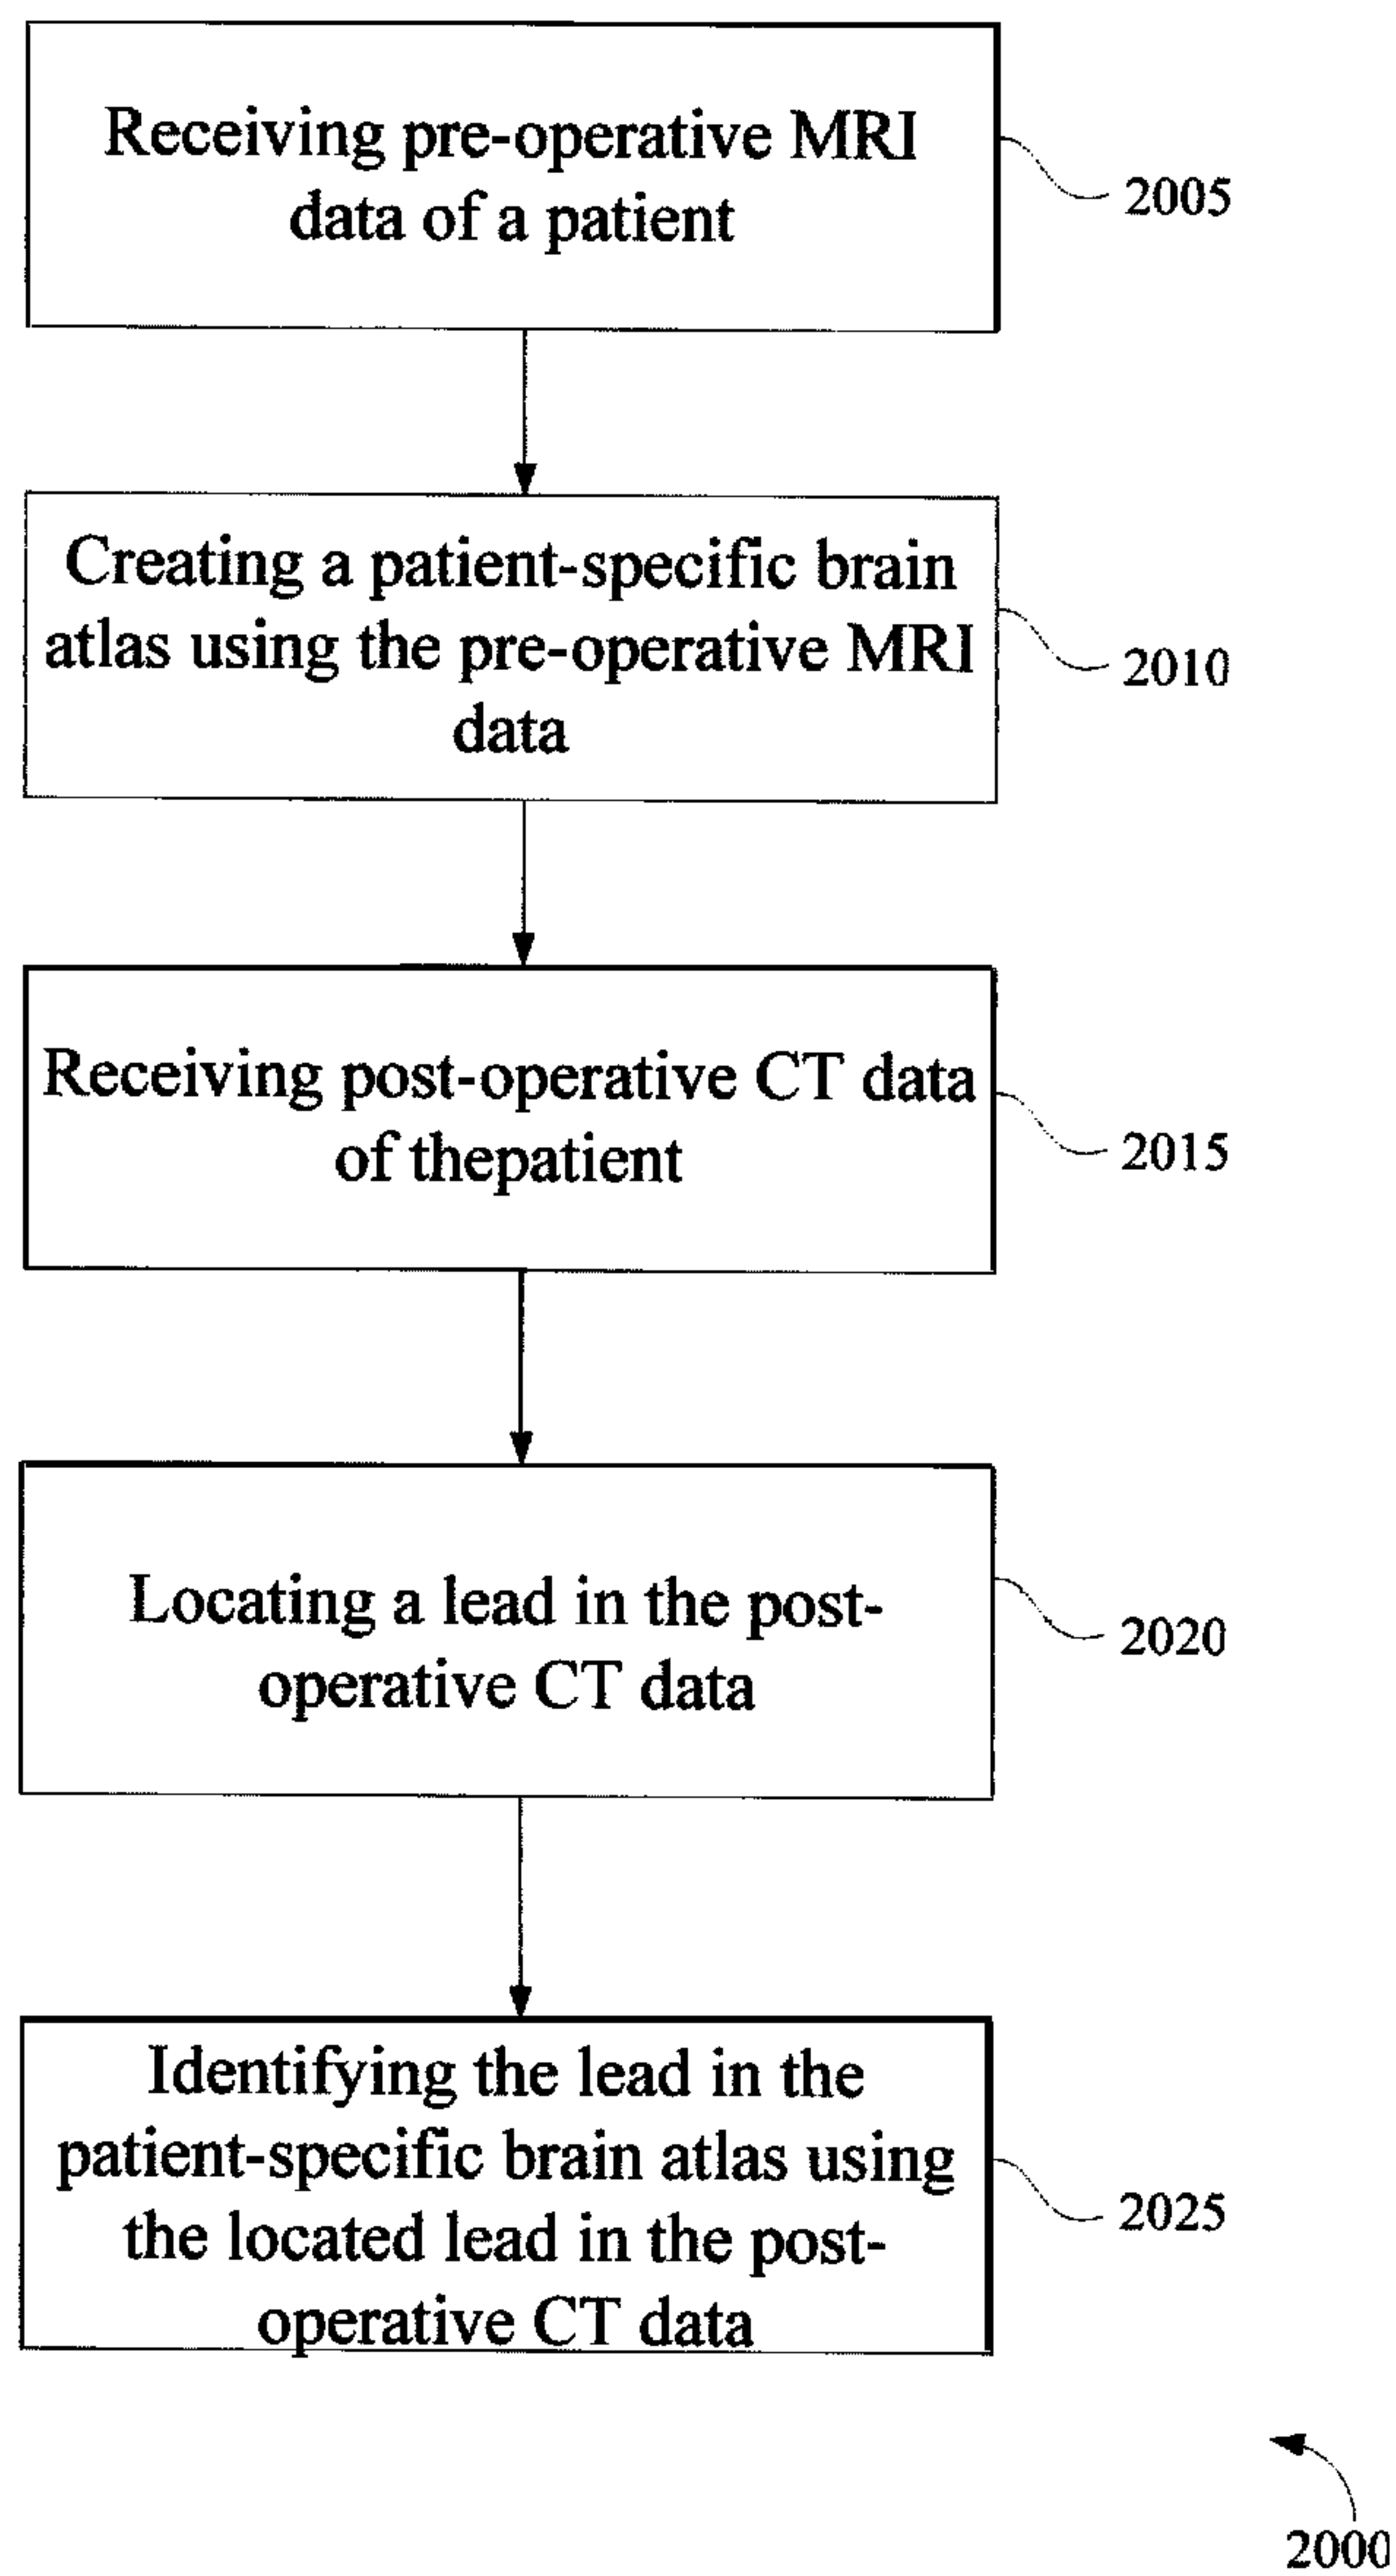 Receiving pre-operative MRI
data of a patient
2005
Creating a patient-specific brain
atlas using the pre-operative MRI
data
2010
Receiving post-operative CT data
of thepatient
2015
Locating a lead in the post-
operative CT data
2020
Identifying the lead in the
patient-specific brain atlas using
the located lead in the post-
operative CT data
2025
2000